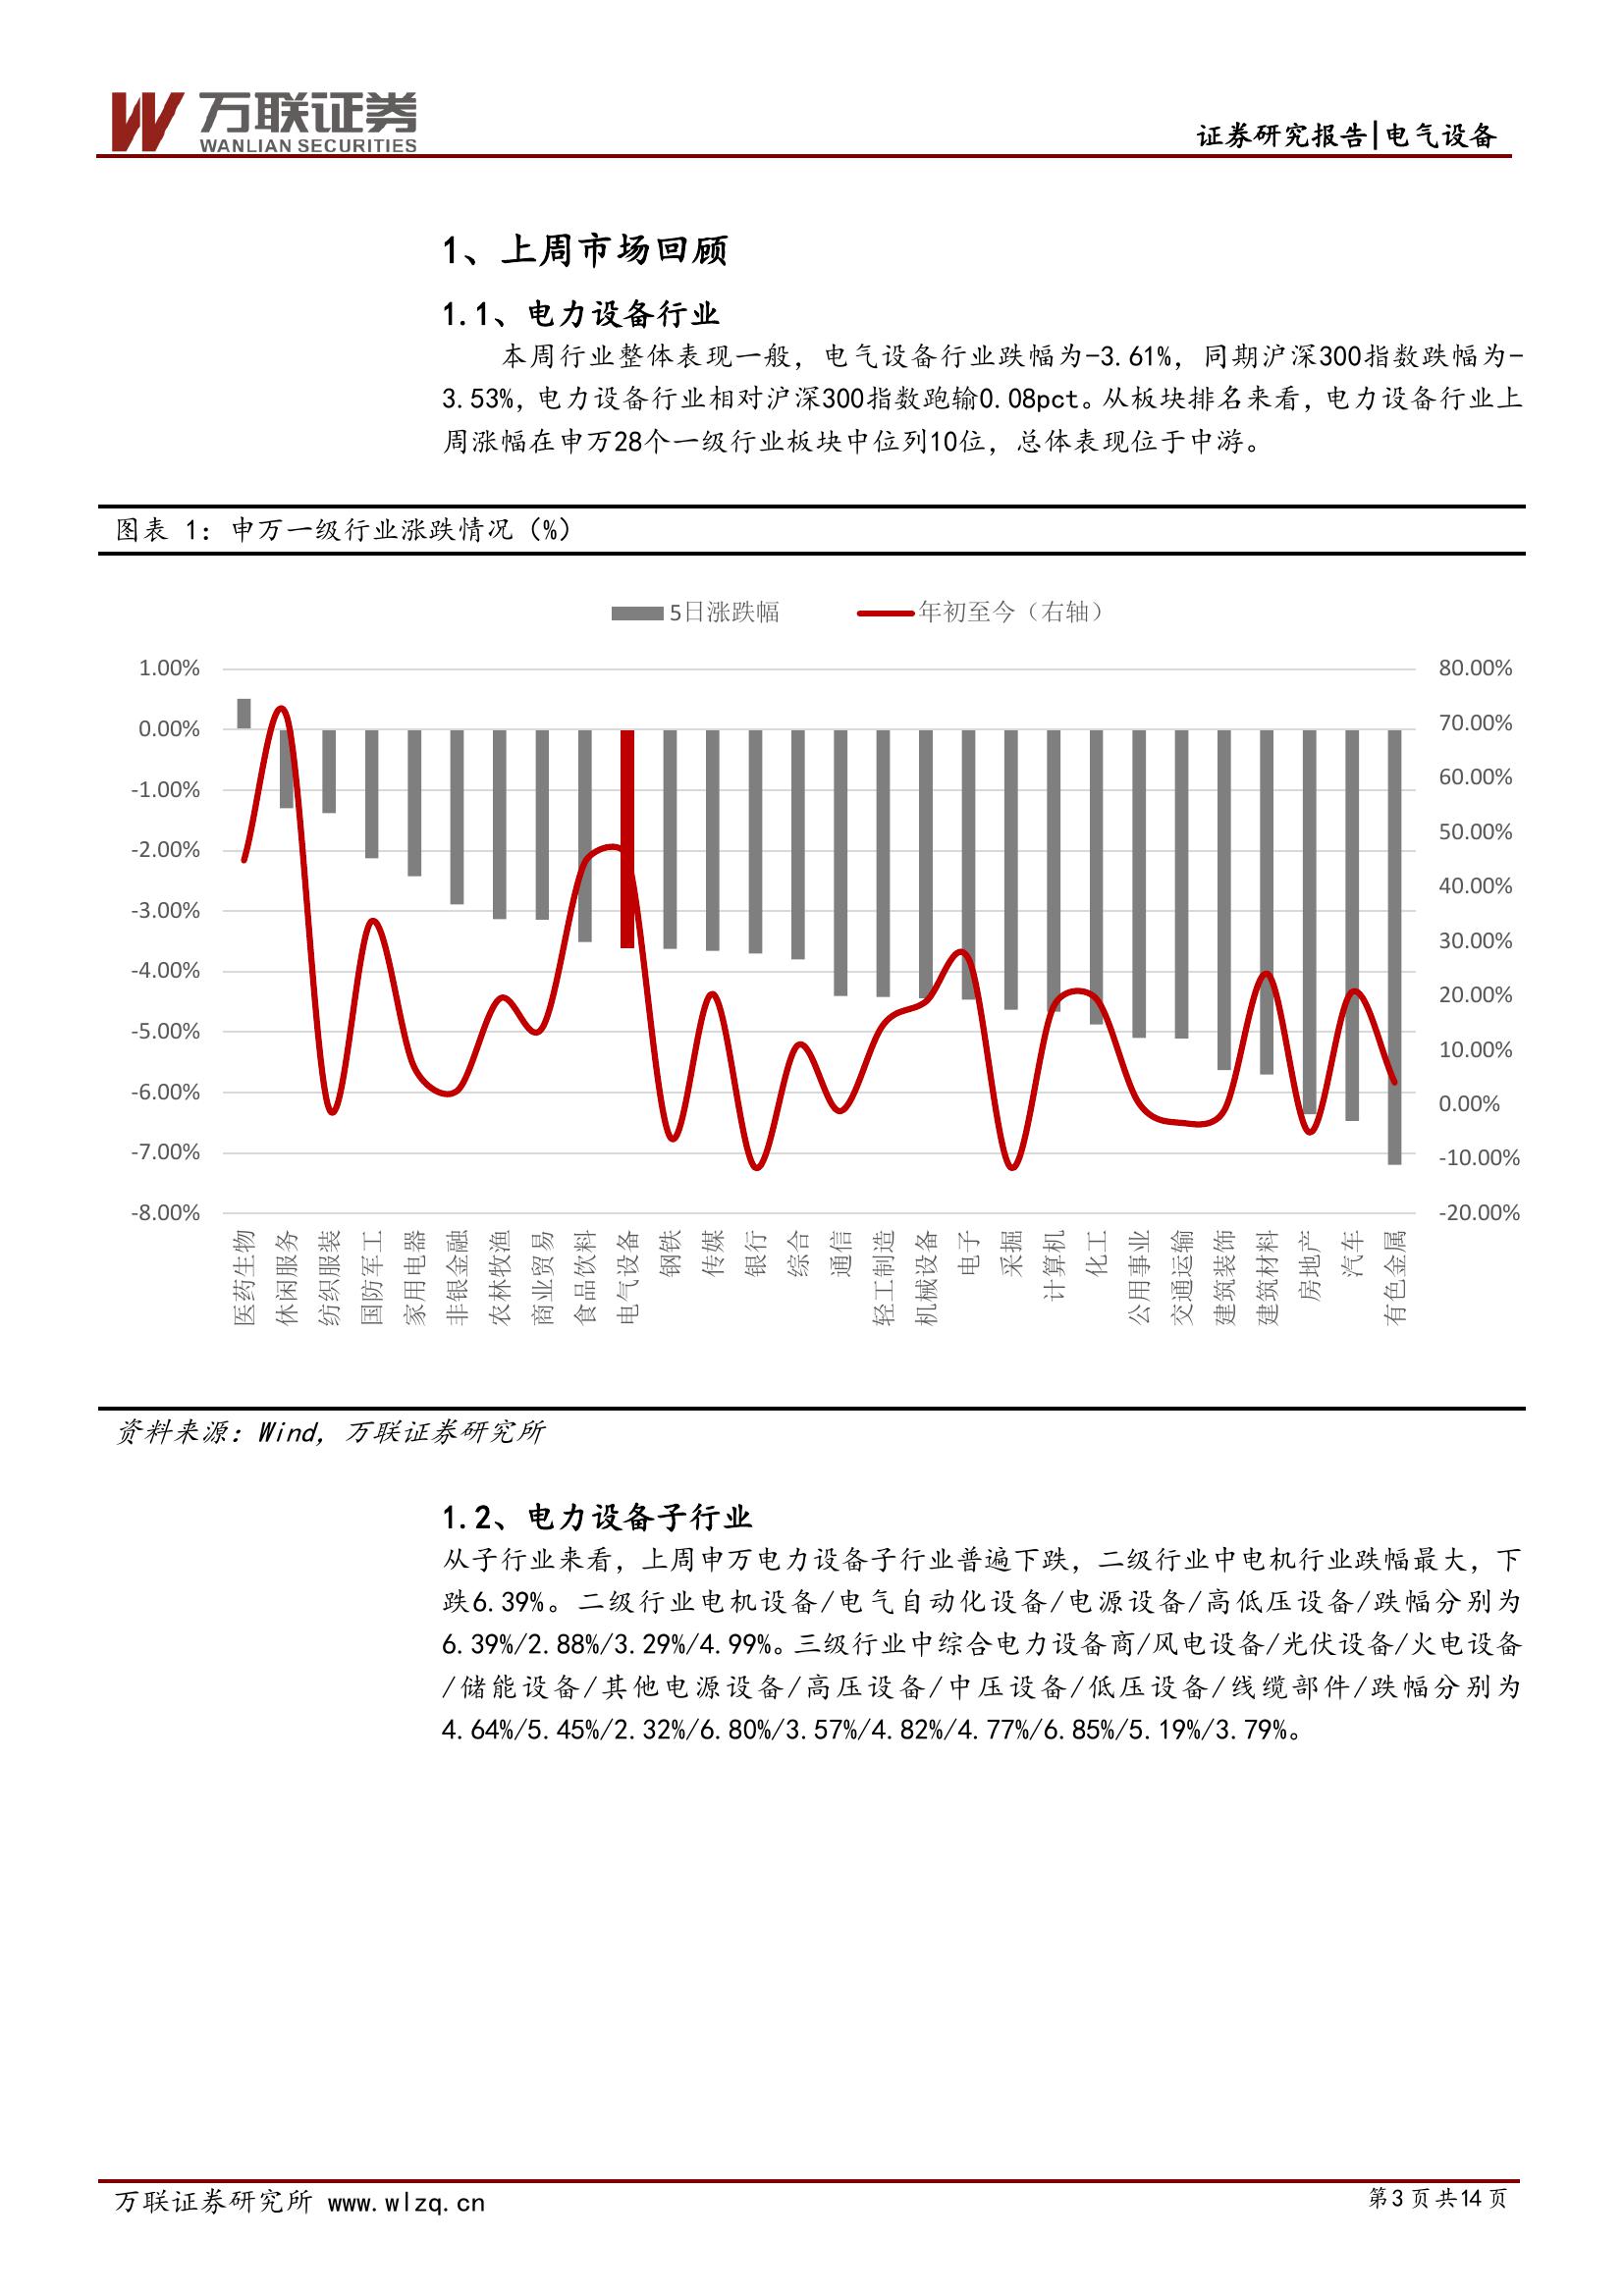 万联证券
WANLIAN SECURITIES
证券研究报告|电气设备
1、上周市场回顾
1.1、电力设备行业
本周行业整体表现一般，电气设备行业跌幅为-3.61%，同期沪深300指数跌幅为-
3.53%，电力设备行业相对沪深300指数跑输0.08pct。从板块排名来看，电力设备行业上
周涨幅在申万28个一级行业板块中位列10位，总体表现位于中游。
图表 1：申万一级行业涨跌情况（%）
5日涨跌幅 年初至今（右轴）
1.00% 80.00%
0.00% 70.00%
-1.00% 60.00%
-2.00% 50.00%
-3.00% 40.00%
-4.00% 30.00%
-5.00% 20.00%
-6.00% 10.00%
-7.00% 0.00%
-8.00% -10.00%
-20.00%
医药生物
休闲服务
纺织服装
国防军工
家用电器
非银金融
农林牧渔
商业贸易
食品饮料
电气设备
钢铁
传媒
银行
综合
通信
轻工制造
机械设备
电子
采掘
计算机
化工
公用事业
交通运输
建筑装饰
建筑材料
房地产
汽车
有色金属
资料来源：Wind，万联证券研究所
1.2、电力设备子行业
从子行业来看，上周申万电力设备子行业普遍下跌，二级行业中电机行业跌幅最大，下
跌6.39%。二级行业电机设备/电气自动化设备/电源设备/高低压设备/跌幅分别为
6.39%/2.88%/3.29%/4.99%。三级行业中综合电力设备商/风电设备/光伏设备/火电设备
/储能设备/其他电源设备/高压设备/中压设备/低压设备/线缆部件/跌幅分别为
4.64%/5.45%/2.32%/6.80%/3.57%/4.82%/4.77%/6.85%/5.19%/3.79%。
万联证券研究所 www.wlzq.cn
第3页共14页